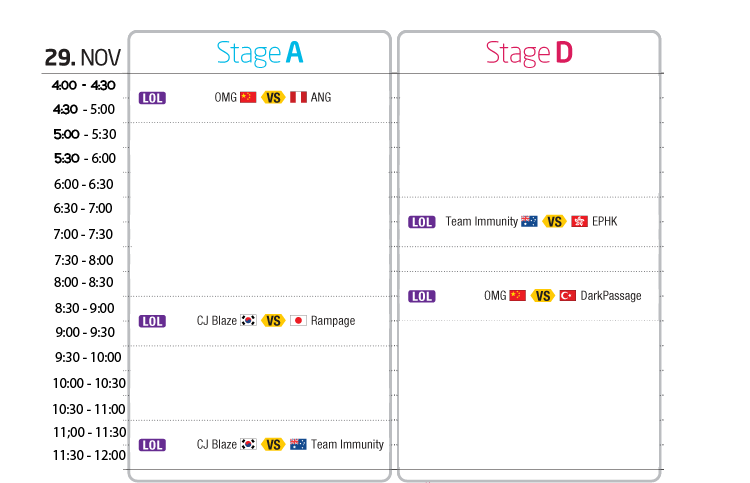 29. NOV Stage A Stage D
4:00 - 4:30
LOL OMG VS ANG
4:30 - 5:00
5:00 - 5:30
5:30 - 6:00
6:00 - 6:30
6:30 - 7:00
LOL Team Immunity VS EPHK
7:00 - 7:30
7:30 - 8:00
8:00 - 8:30
LOL OMG VS DarkPassage
8:30 - 9:00
LOL CJ Blaze VS Rampage
9:00 - 9:30
9:30 - 10:00
10:00 - 10:30
10:30 - 11:00
11;00 - 11:30
LOL CJ Blaze VS Team Immunity
11:30 - 12:00